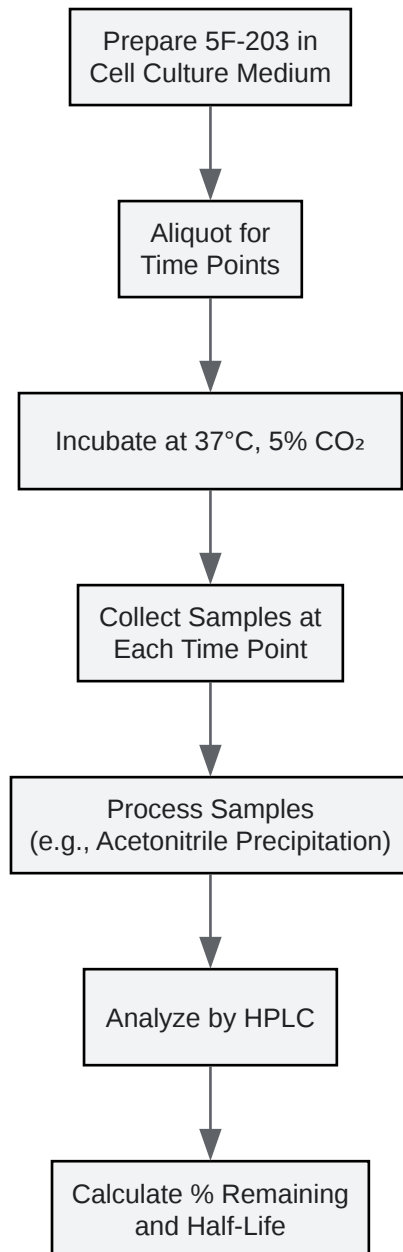 Prepare 5F-203 in
Cell Culture Medium
Aliquot for
Time Points
Incubate at 37°C, 5% CO₂
Collect Samples at
Each Time Point
Process Samples
(e.g., Acetonitrile Precipitation)
Analyze by HPLC
Calculate % Remaining
and Half-Life